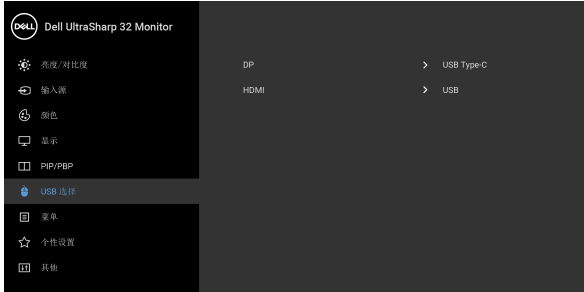 DELL Dell UltraSharp 32 Monitor
亮度/对比度
DP USB Type-C
输入源
HDMI USB
颜色
显示
PIP/PBP
USB 选择
菜单
个性设置
其他